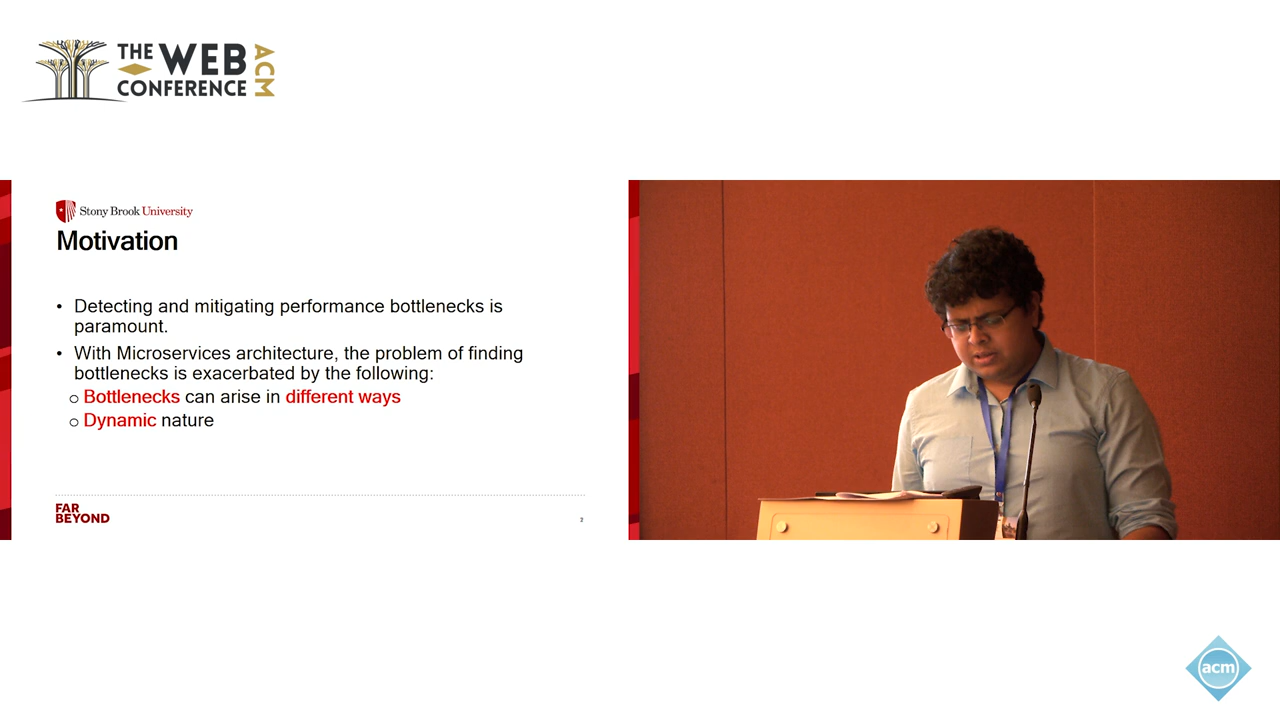 THE WEB
CONFERENCE
ACM
Stony Brook University
Motivation
• Detecting and mitigating performance bottlenecks is
paramount.
• With Microservices architecture, the problem of finding
bottlenecks is exacerbated by the following:
o Bottlenecks can arise in different ways
o Dynamic nature
FAR
BEYOND
2
acm